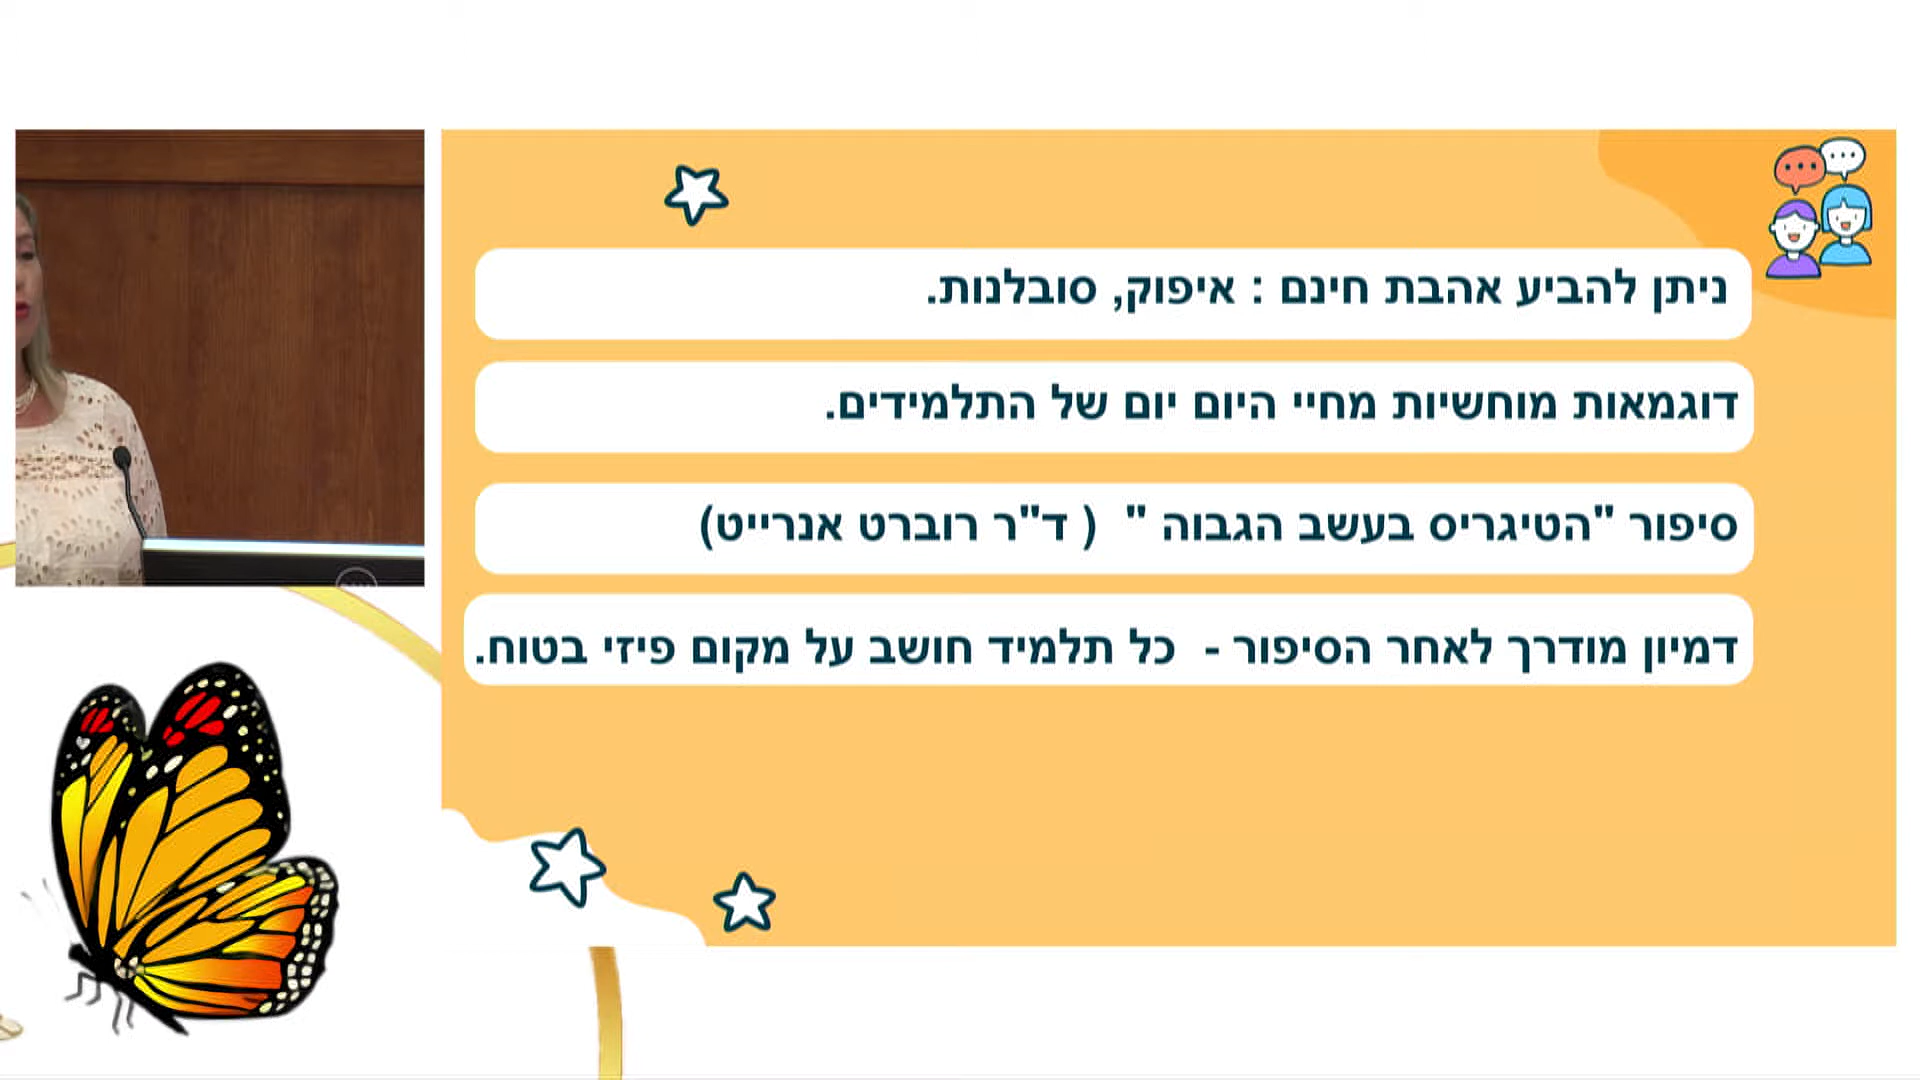 ניתן להביע אהבת חינם : איפוק, סובלנות.
דוגמאות מוחשיות מחיי היום יום של התלמידים.
סיפור "הטיגריס בעשב הגבוה " ( ד"ר רוברט אנרייט)
דמיון מודרך לאחר הסיפור - כל תלמיד חושב על מקום פיזי בטוח.